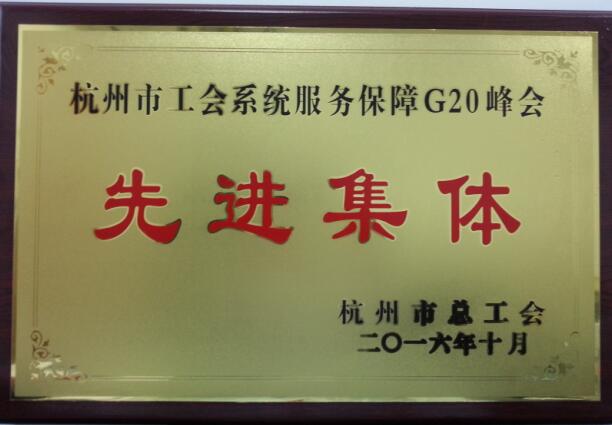 杭州市工会系统服务保障G20峰会
先进集体
杭州市总工会
二〇一六年十月